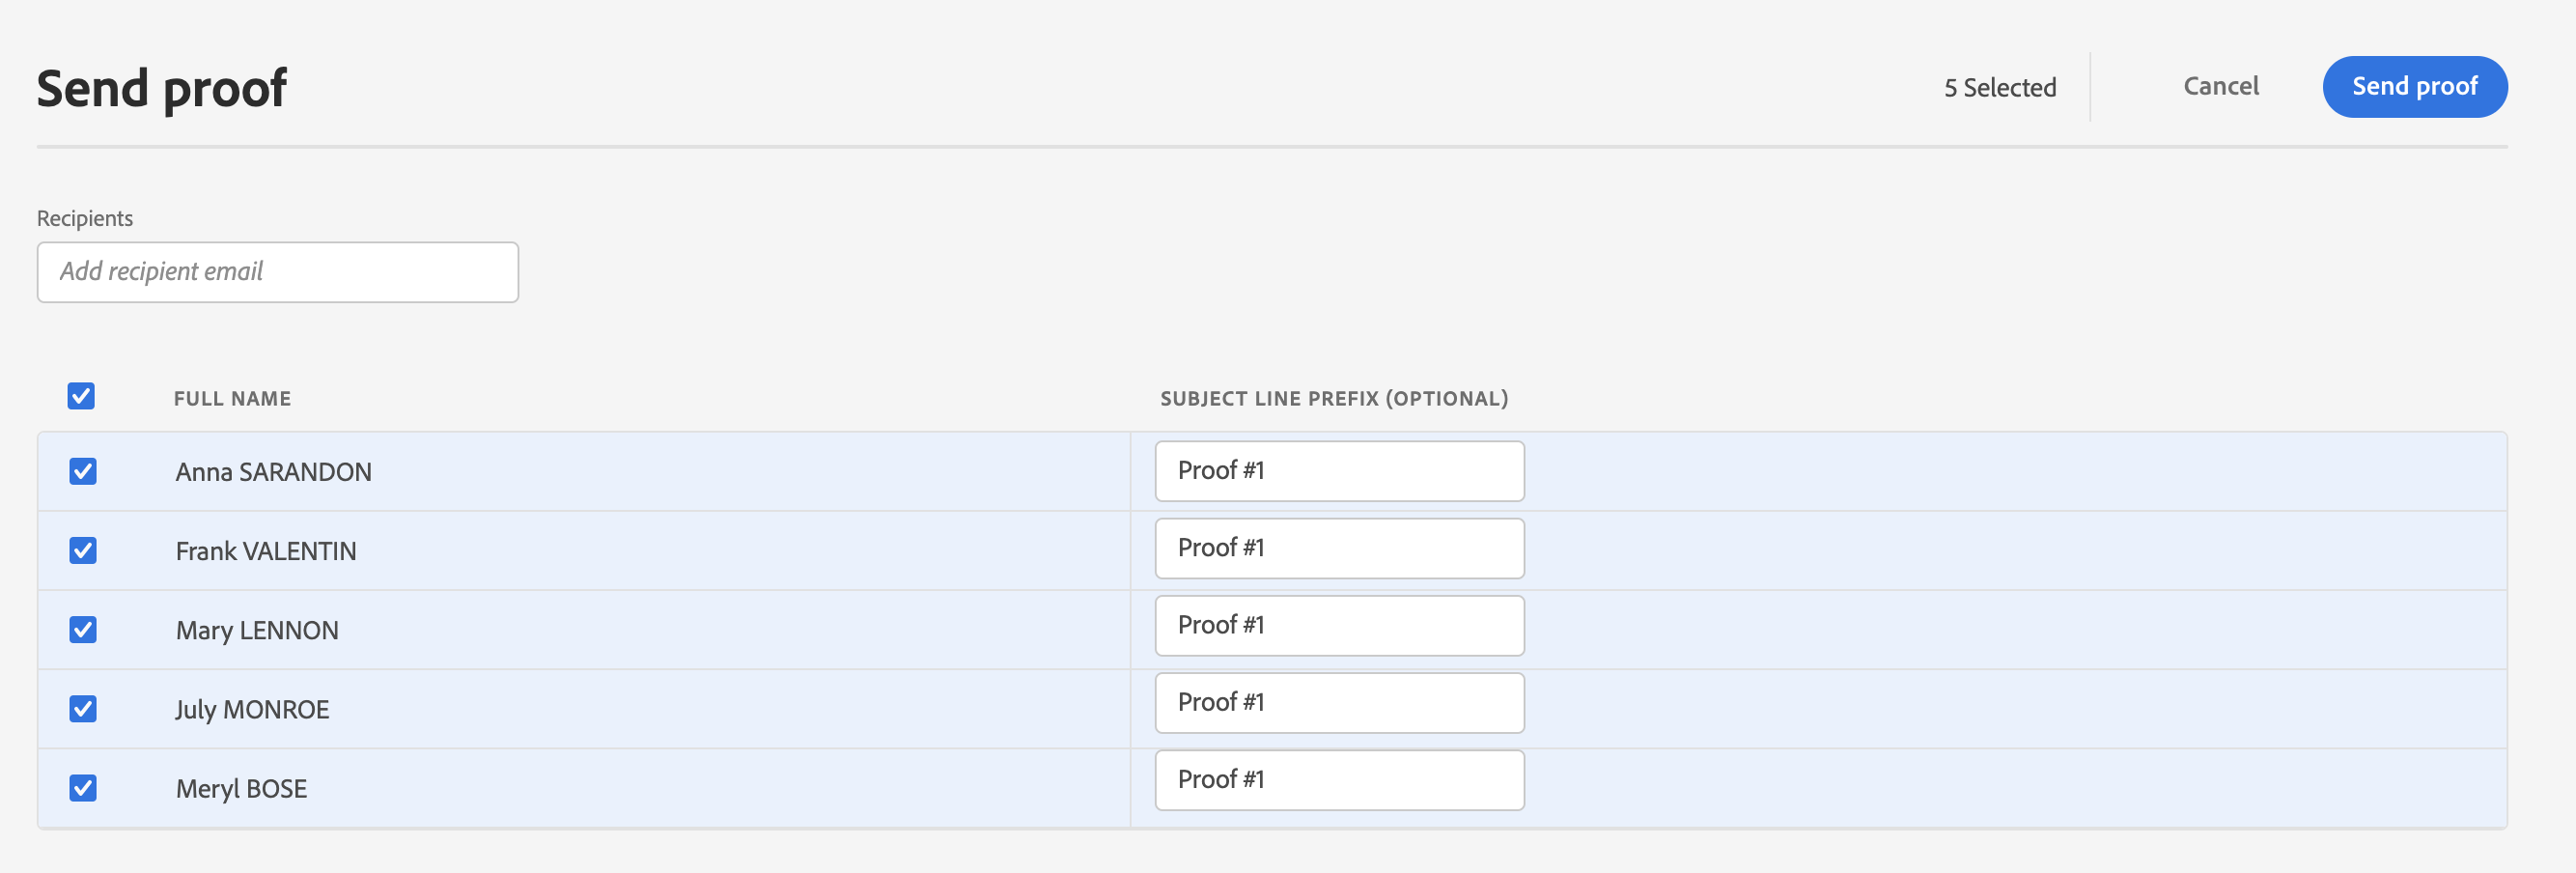 Send proof
5 Selected
Cancel
Send proof
Recipients
Add recipient email
FULL NAME
SUBJECT LINE PREFIX (OPTIONAL)
Anna SARANDON
Proof #1
Frank VALENTIN
Proof #1
Mary LENNON
Proof #1
July MONROE
Proof #1
Meryl BOSE
Proof #1